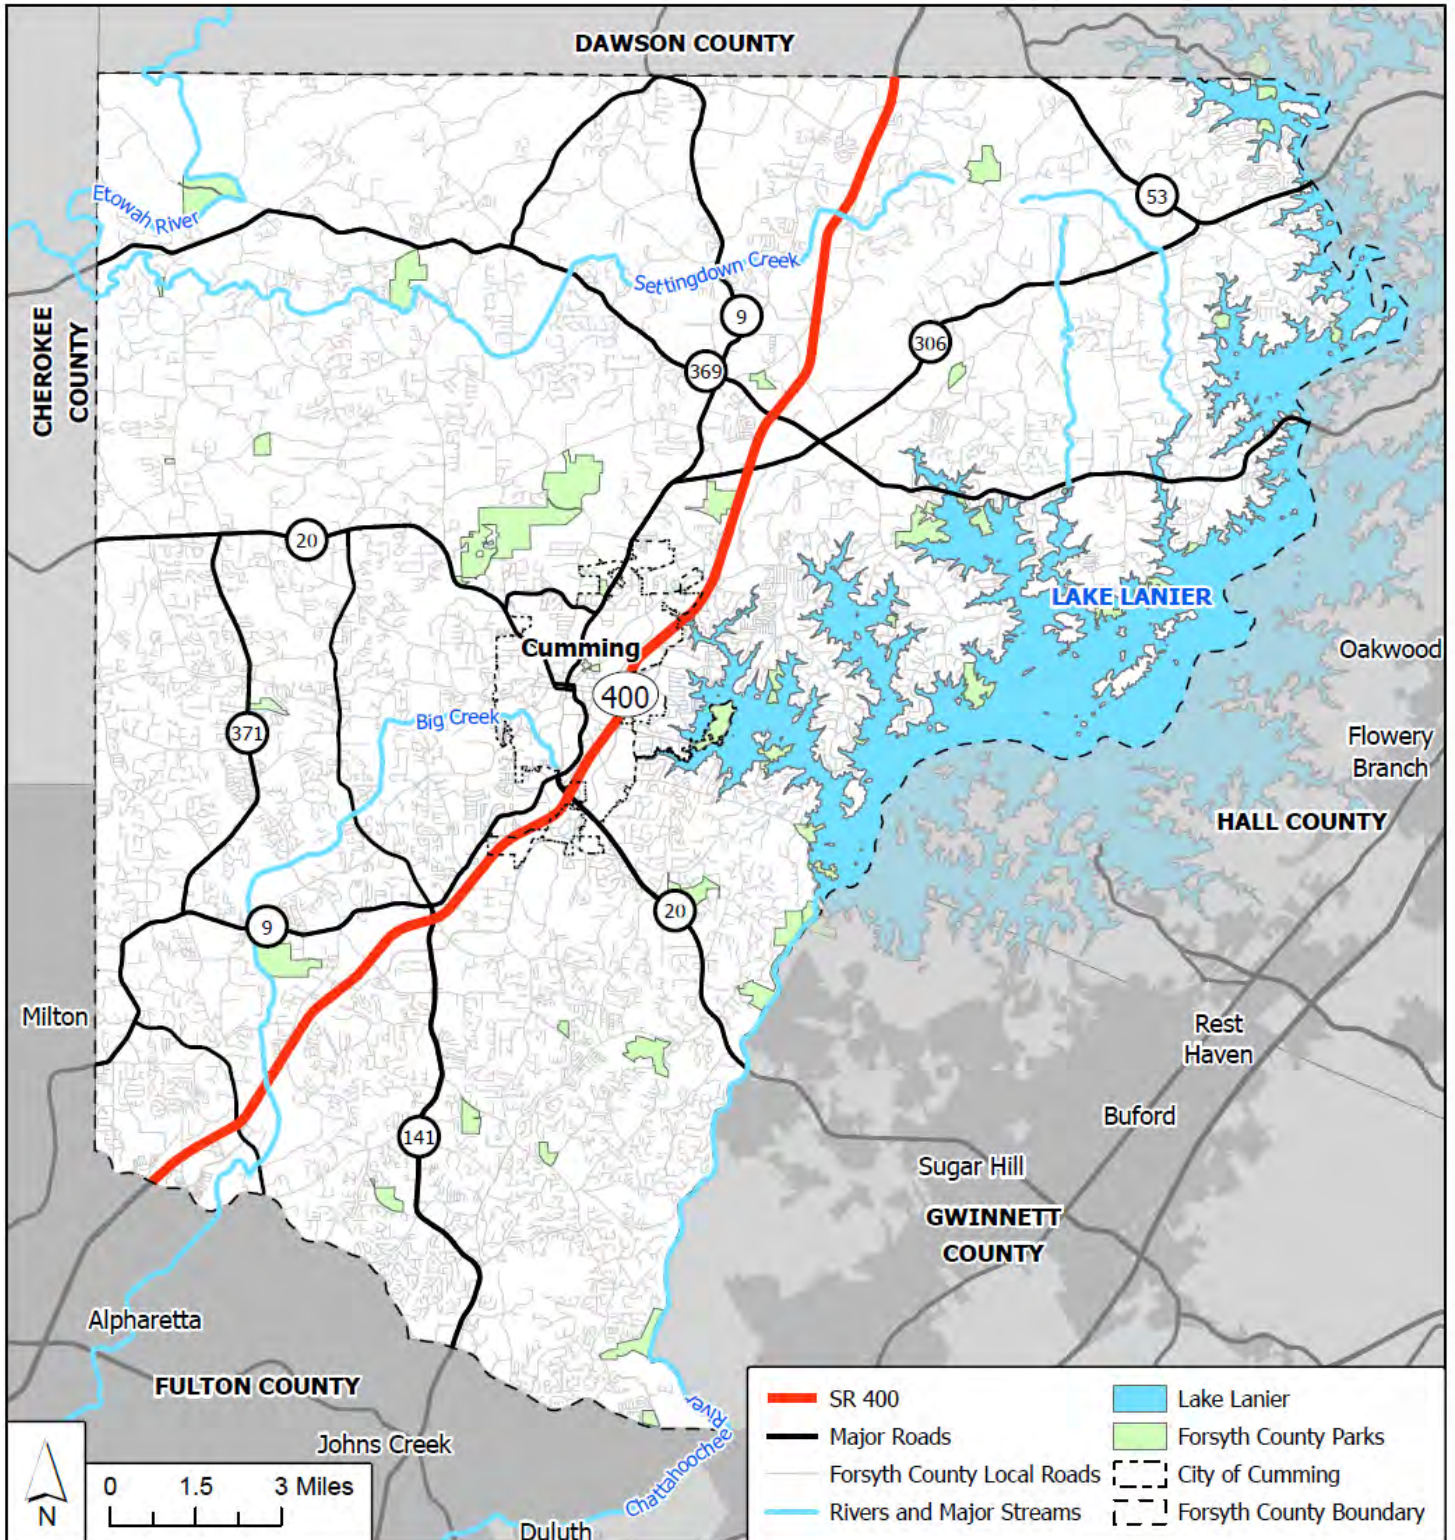 DAWSON COUNTY
53
Etowah River
Settingdown Creek
9
306
CHEROKEE
COUNTY
369
20
LAKE LANIER
Cumming
Oakwood
400
Big Creek
371
Flowery
Branch
HALL COUNTY
20
9
Milton
Rest
Haven
Buford
141
Sugar Hill
GWINNETT
COUNTY
Alpharetta
FULTON COUNTY
Johns Creek
Chattahoochee River
Duluth
N
0 1.5 3 Miles
SR 400
Major Roads
Forsyth County Local Roads
Rivers and Major Streams
Lake Lanier
Forsyth County Parks
City of Cumming
Forsyth County Boundary